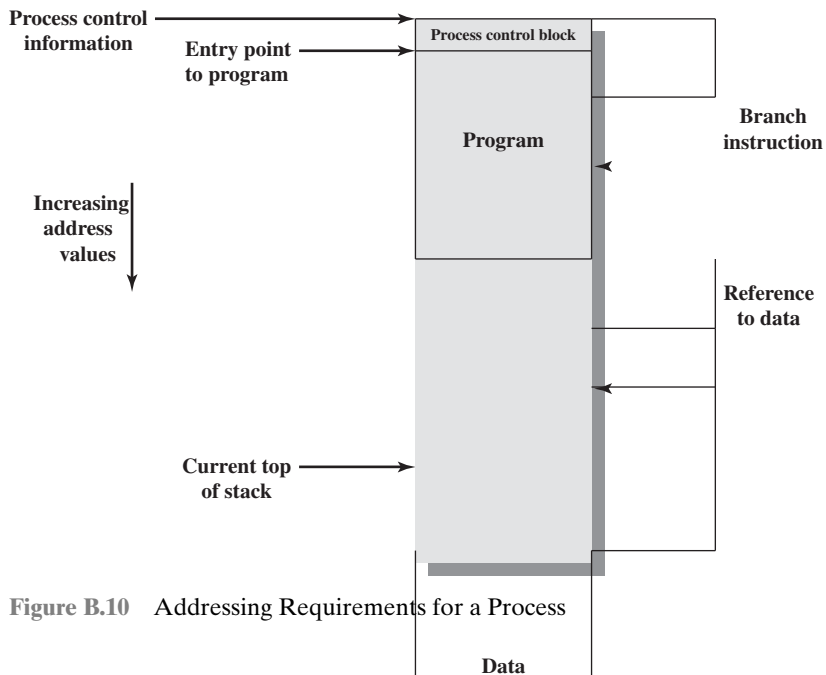 Process control
information
Process control block
Entry point
to program
Branch
instruction
Program
Increasing
address
values
Reference
to data
Current top
of stack
Figure B.10 Addressing Requirements for a Process
Data